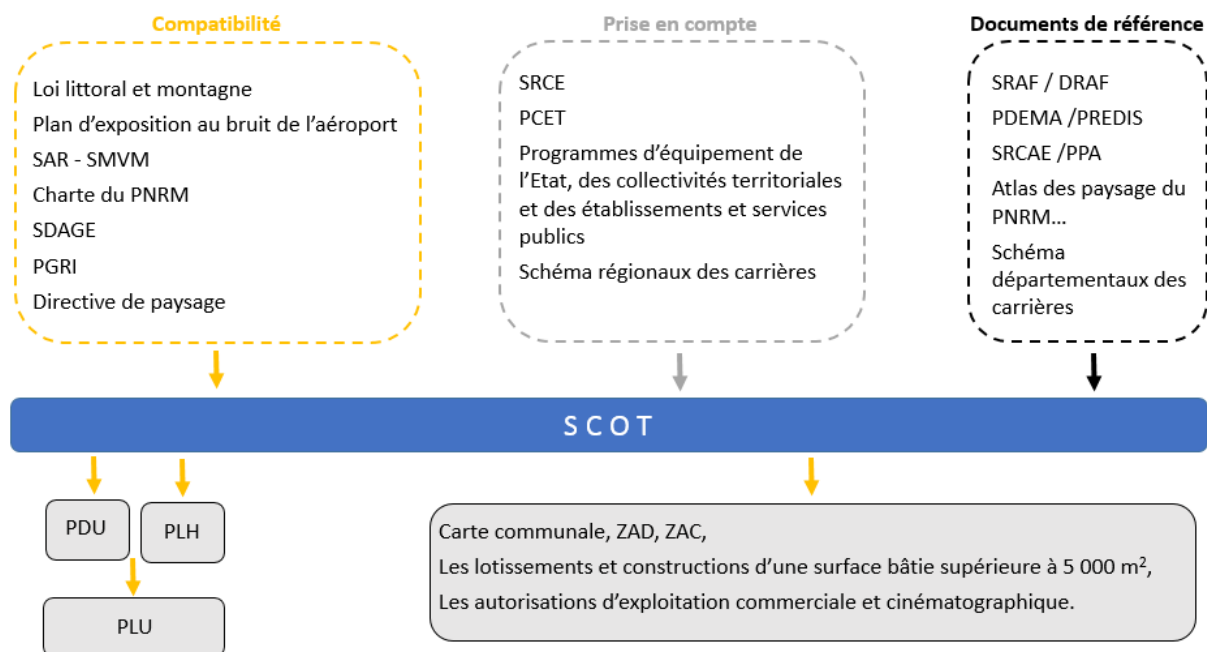 Compatibilité
Loi littoral et montagne
Plan d’exposition au bruit de l’aéroport
SAR - SMVM
Charte du PNRM
SDAGE
PGRI
Directive de paysage
Prise en compte
SRCE
PCET
Programmes d’équipement de
l’Etat, des collectivités territoriales
et des établissements et services
publics
Schéma régionaux des carrières
Documents de référence
SRAF / DRAF
PDEMA /PREDIS
SRCAE /PPA
Atlas des paysage du
PNRM...
Schéma
départementaux des
carrières
SCOT
PDU
PLH
PLU
Carte communale, ZAD, ZAC,
Les lotissements et constructions d’une surface bâtie supérieure à 5 000 m²,
Les autorisations d’exploitation commerciale et cinématographique.